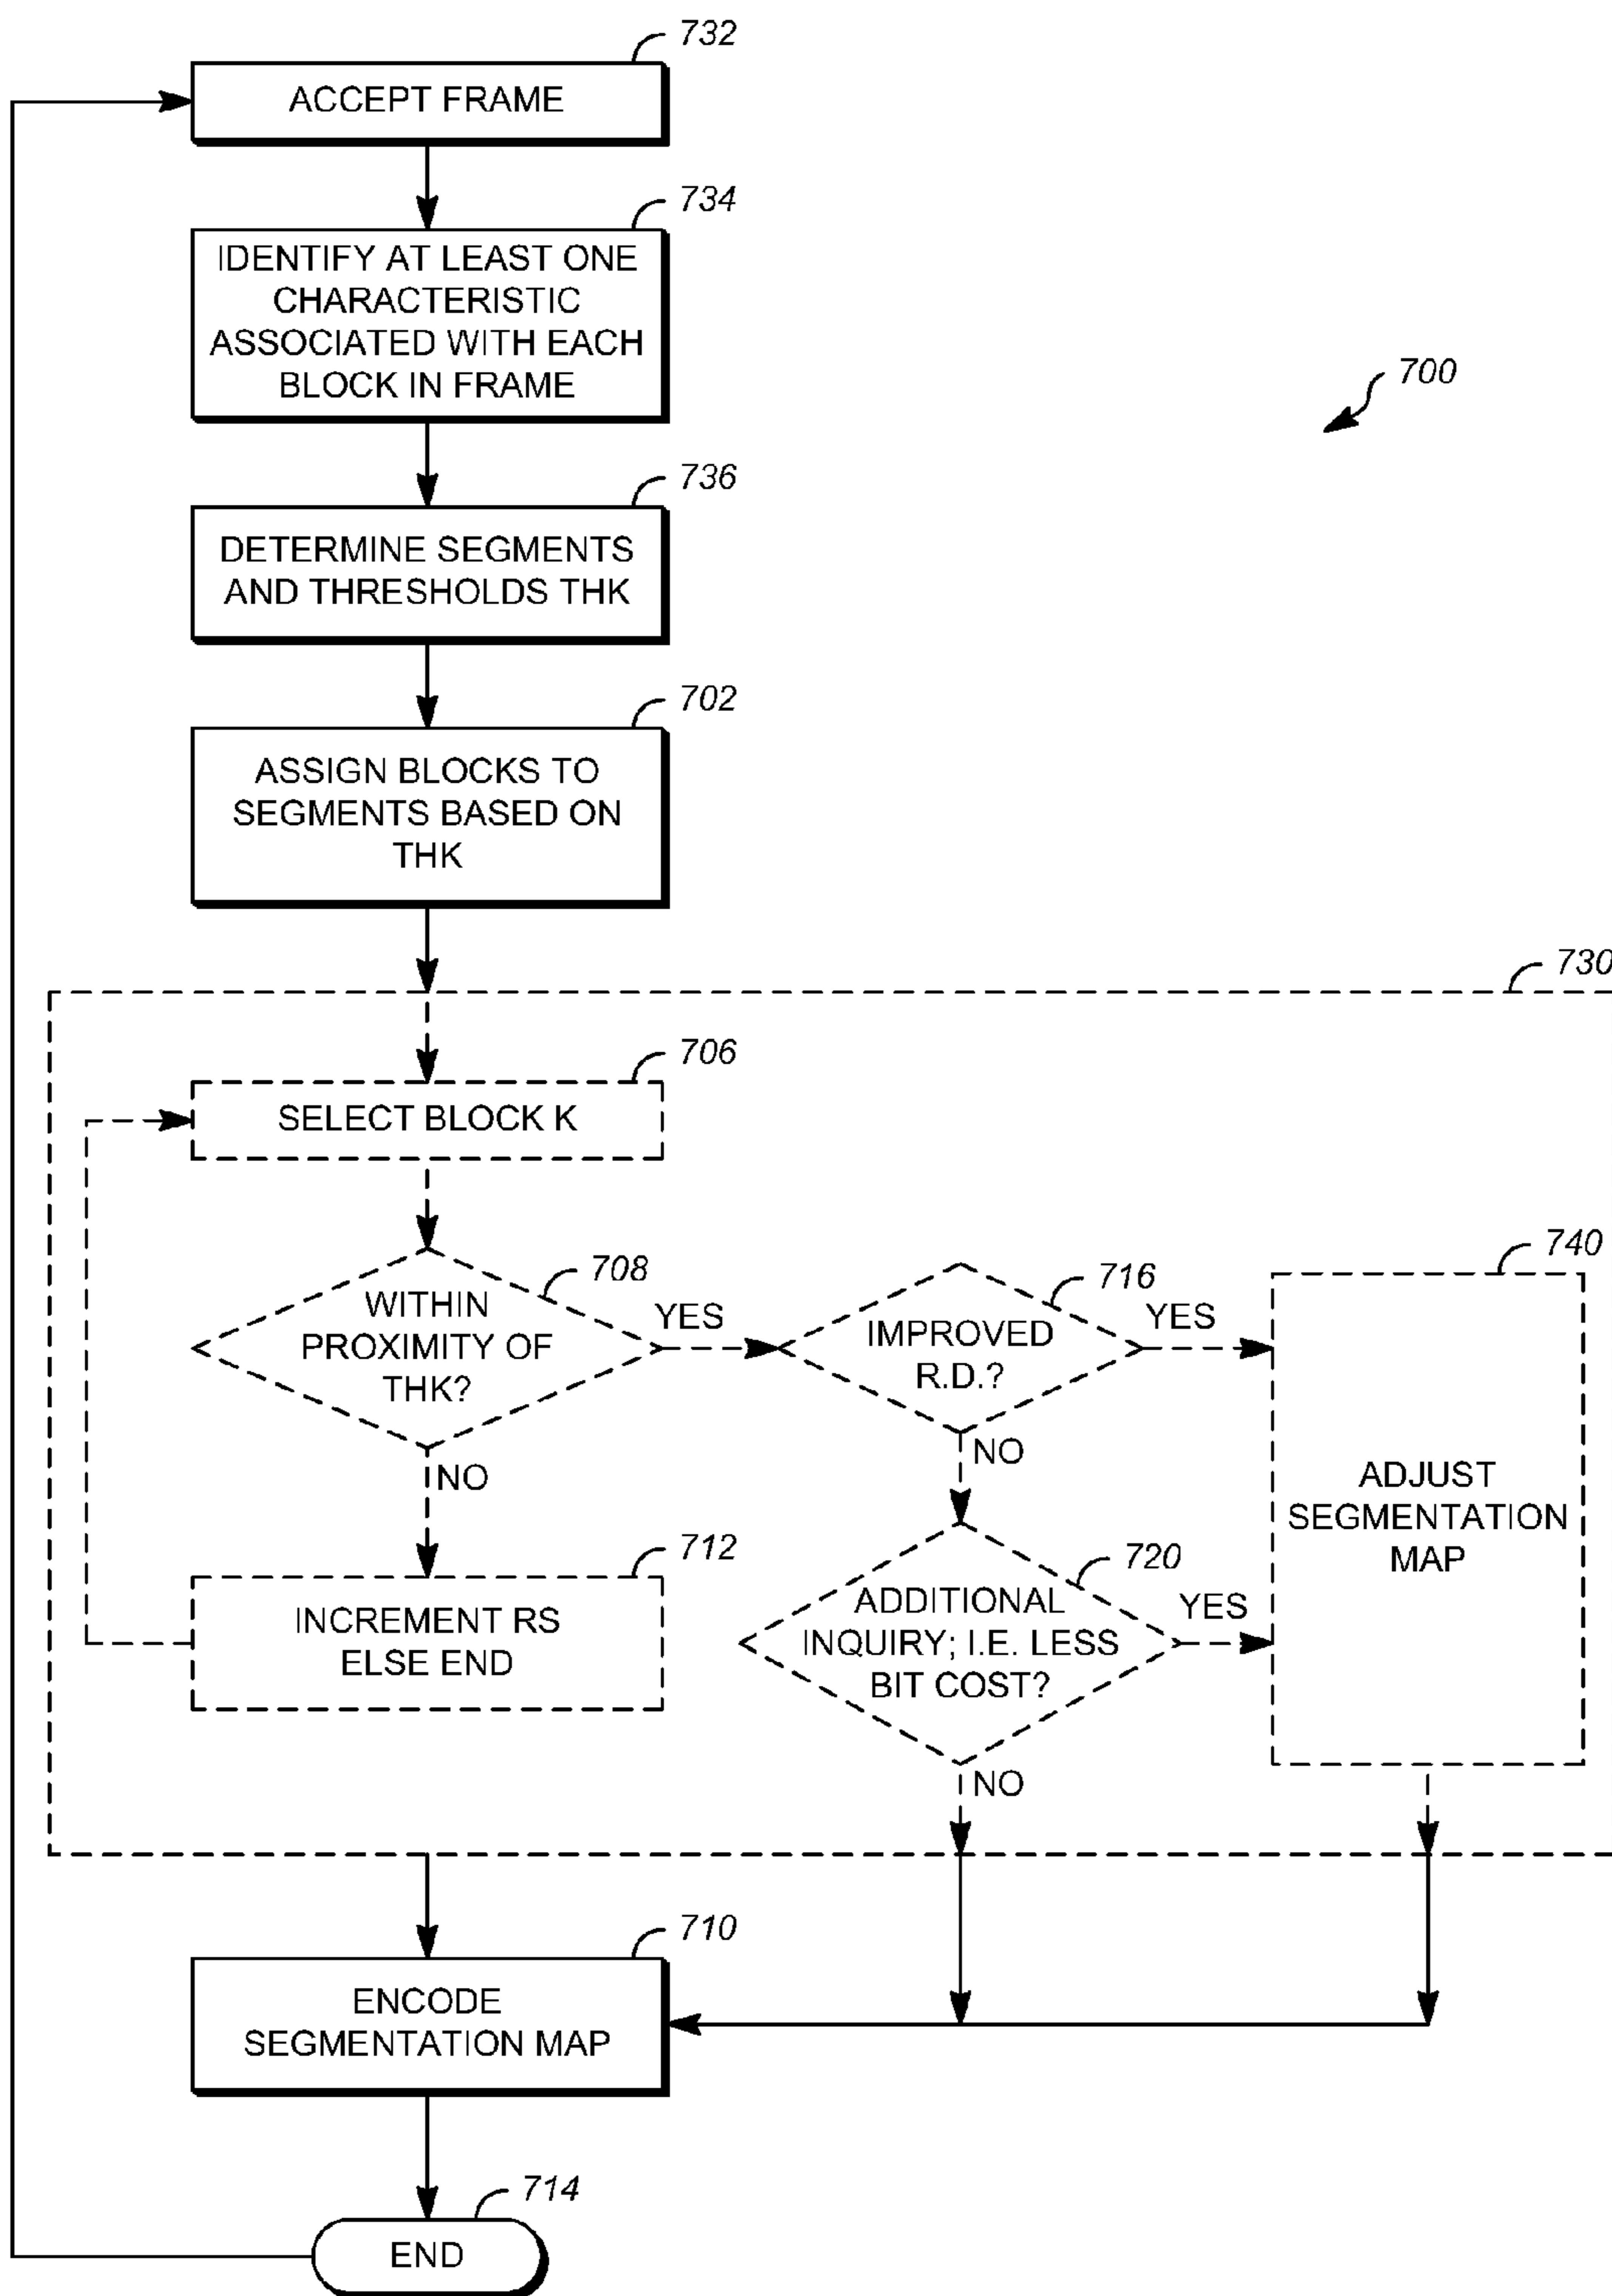 732
ACCEPT FRAME
734
IDENTIFY AT LEAST ONE
CHARACTERISTIC
ASSOCIATED WITH EACH
BLOCK IN FRAME
700
736
DETERMINE SEGMENTS
AND THRESHOLDS THK
702
ASSIGN BLOCKS TO
SEGMENTS BASED ON
THK
730
706
SELECT BLOCK K
708
WITHIN
PROXIMITY OF
THK?
YES
NO
716
IMPROVED
R.D.?
YES
NO
740
ADJUST
SEGMENTATION
MAP
712
INCREMENT RS
ELSE END
720
ADDITIONAL
INQUIRY; I.E. LESS
BIT COST?
YES
NO
710
ENCODE
SEGMENTATION MAP
714
END